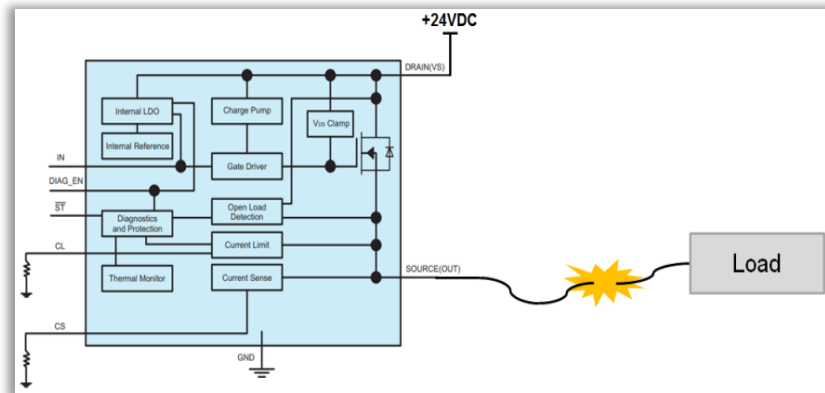 +24VDC
DRAIN(VS)
Internal LDO
Charge Pump
VDS Clamp
Internal Reference
IN
Gate Driver
DIAG_EN
ST
Diagnostics
and Protection
Open Load
Detection
CL
Current Limit
Thermal Monitor
Current Sense
SOURCE(OUT)
Load
CS
GND